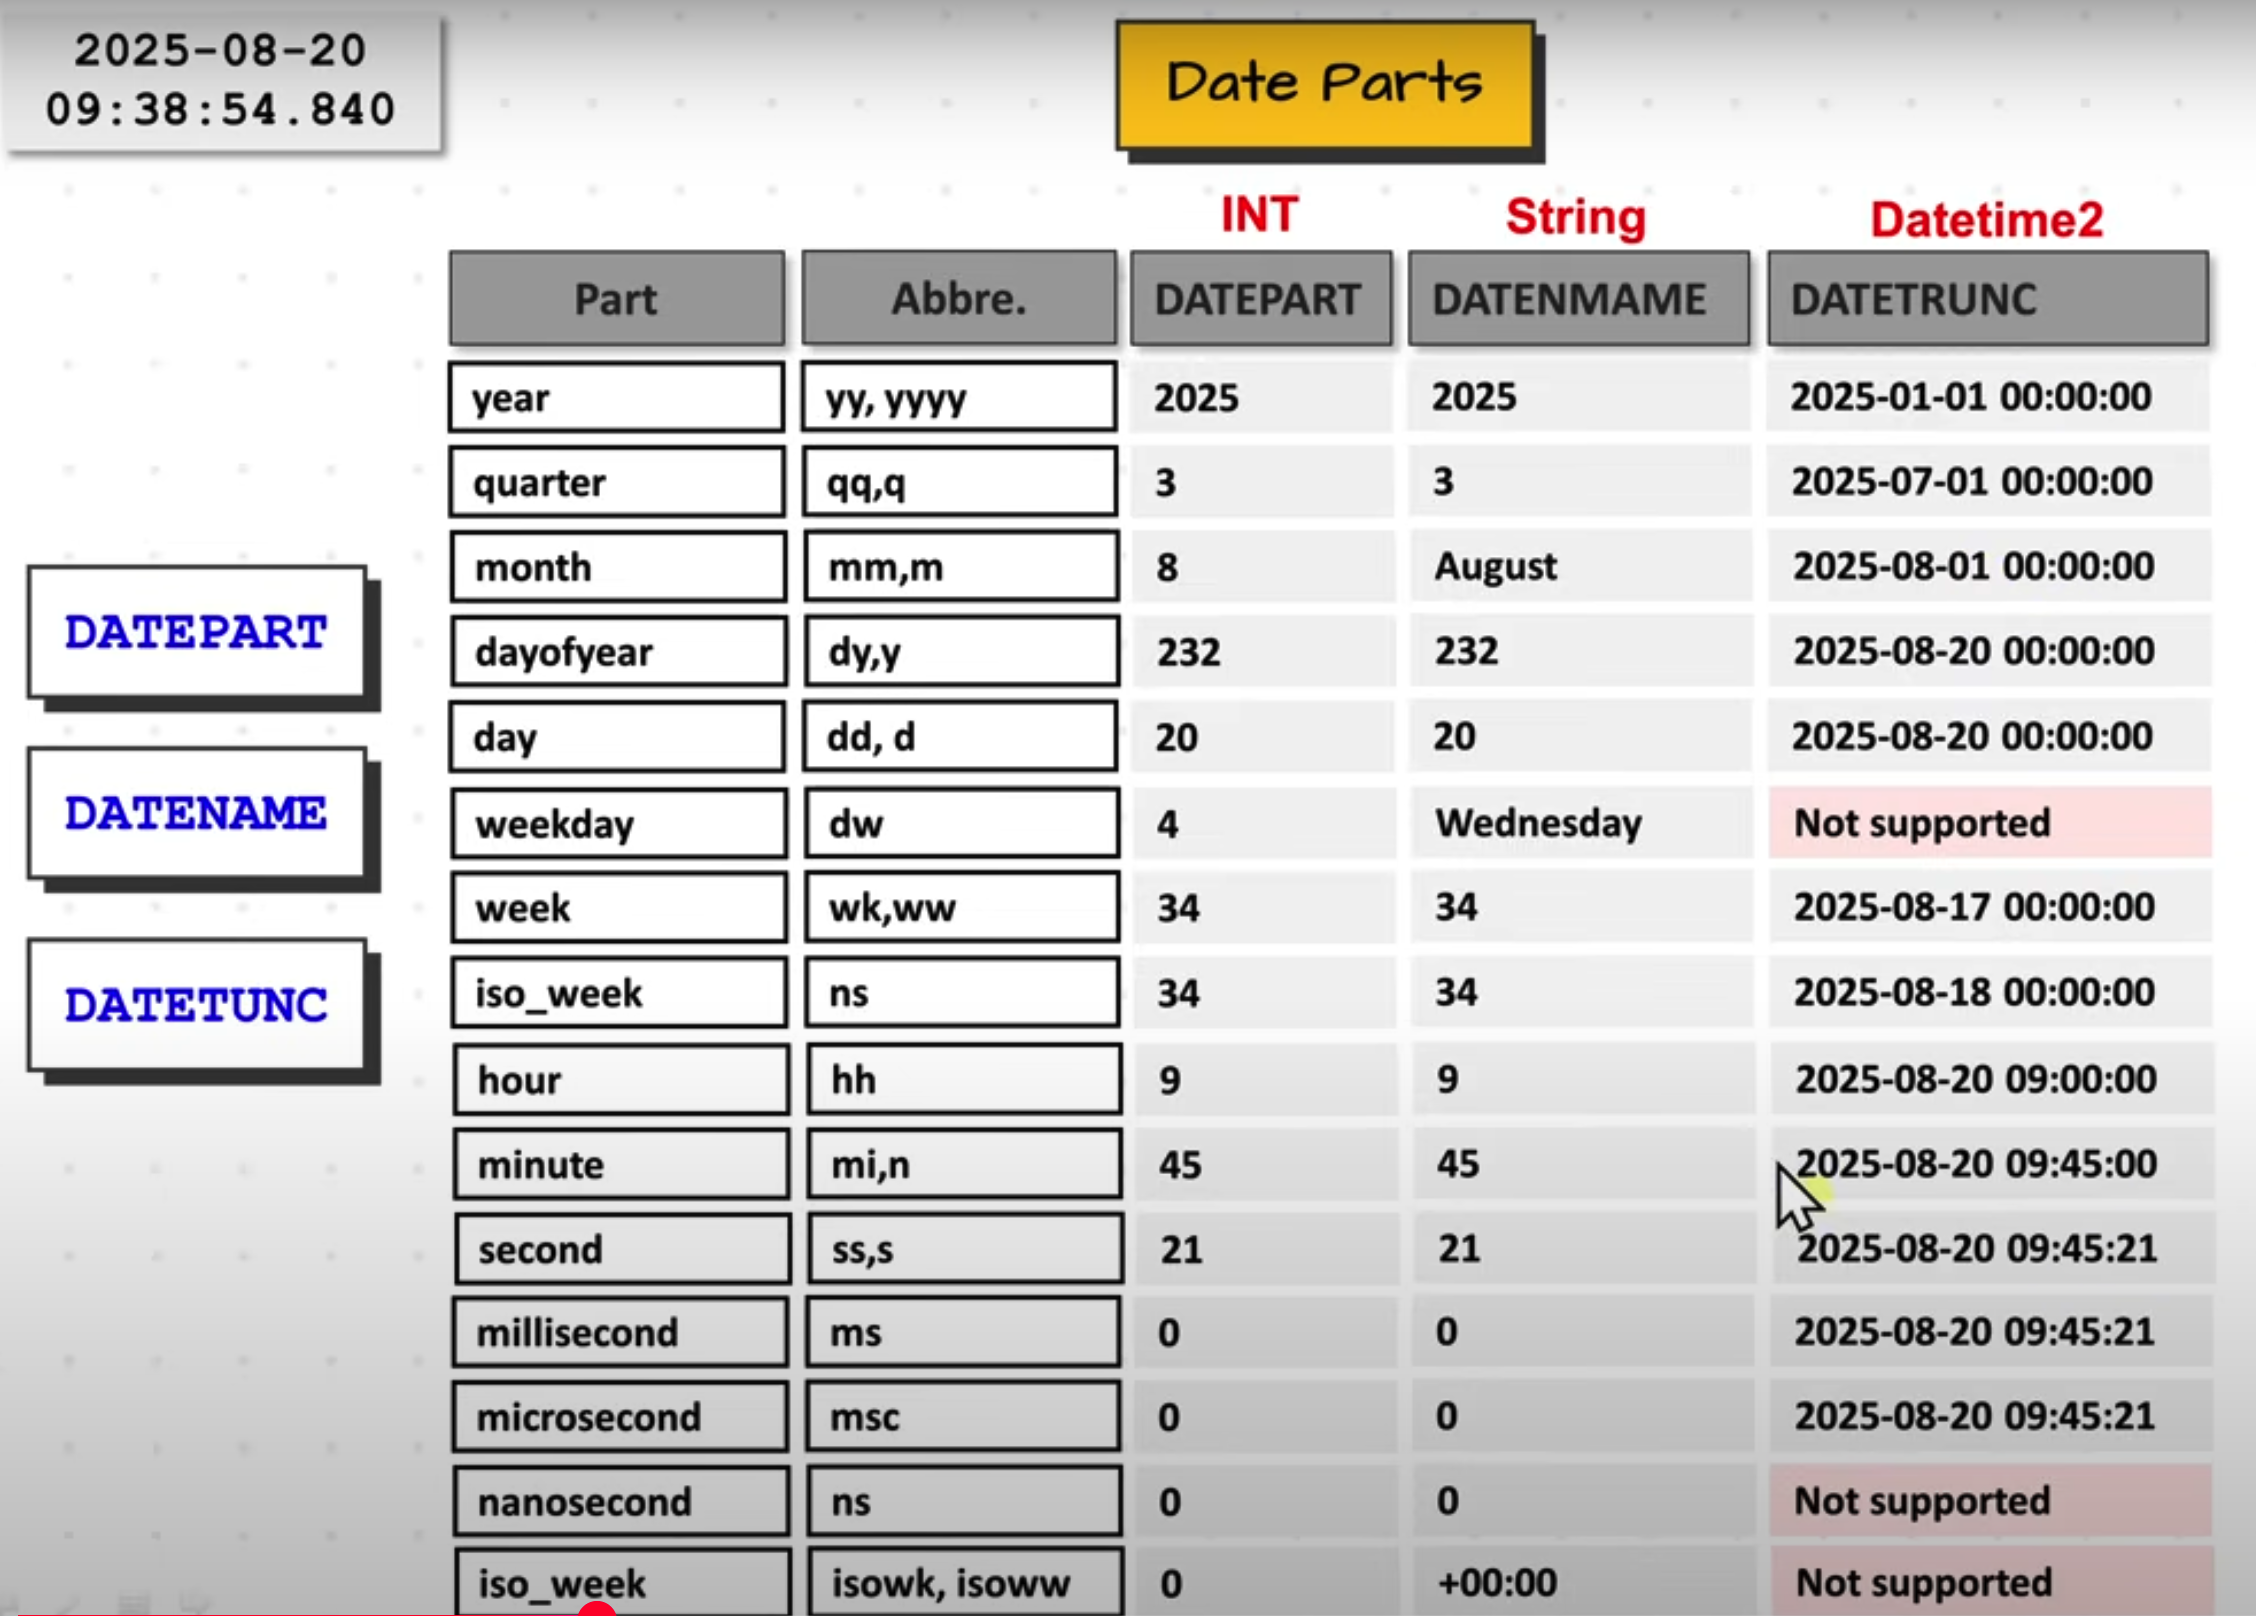 2025-08-20
09:38:54.840
Date Parts
INT String Datetime2
Part Abbre. DATEPART DATENMAME DATETRUNC
year yy, yyyy 2025 2025 2025-01-01 00:00:00
quarter qq,q 3 3 2025-07-01 00:00:00
month mm,m 8 August 2025-08-01 00:00:00
DATEPART
dayofyear dy,y 232 232 2025-08-20 00:00:00
day dd, d 20 20 2025-08-20 00:00:00
DATENAME
weekday dw 4 Wednesday Not supported
week wk,ww 34 34 2025-08-17 00:00:00
iso_week ns 34 34 2025-08-18 00:00:00
DATETUNC
hour hh 9 9 2025-08-20 09:00:00
minute mi,n 45 45 2025-08-20 09:45:00
second ss,s 21 21 2025-08-20 09:45:21
millisecond ms 0 0 2025-08-20 09:45:21
microsecond msc 0 0 2025-08-20 09:45:21
nanosecond ns 0 0 Not supported
iso_week isowk, isoww 0 +00:00 Not supported